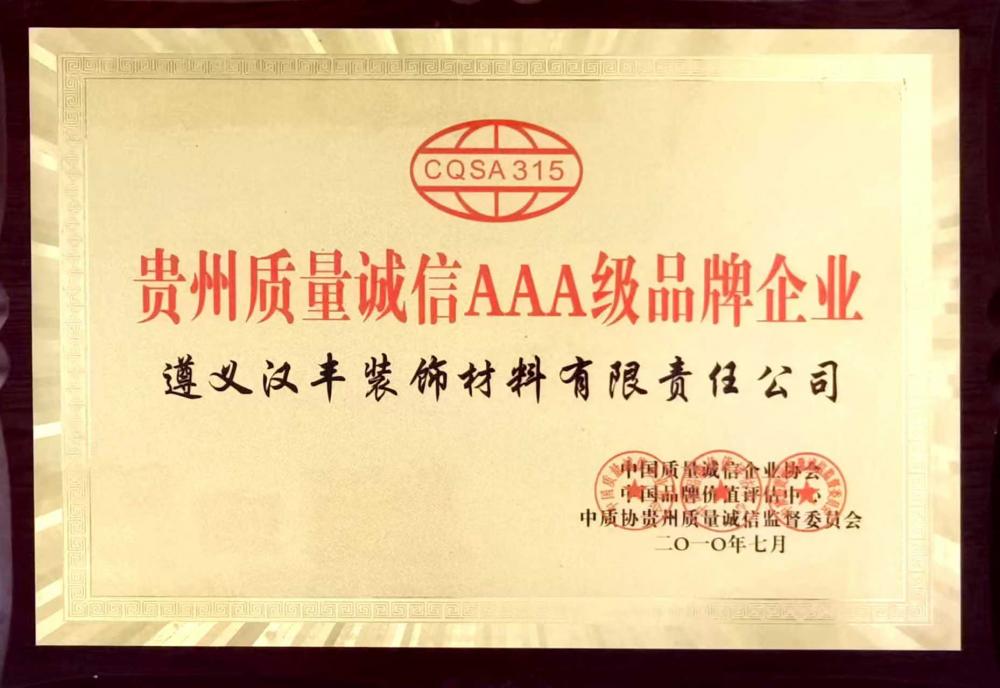 CQSA 315
贵州质量诚信AAA级品牌企业
遵义汉丰装饰材料有限责任公司
中国质量诚信企业协会
中国品牌价值评估中心
中质协贵州质量诚信监督委员会
二〇一〇年七月